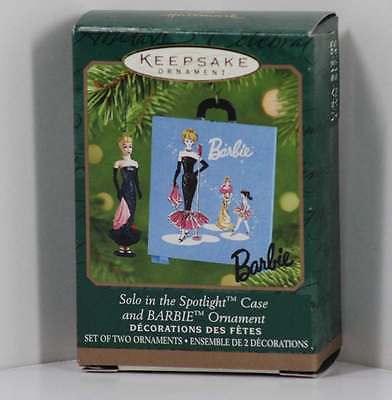 Hallmark
KEEPSAKE
ORNAMENT
Barbie
Barbie
Solo in the Spotlight™ Case
and BARBIE™ Ornament
DÉCORATIONS DES FÊTES
SET OF TWO ORNAMENTS • ENSEMBLE DE 2 DÉCORATIONS